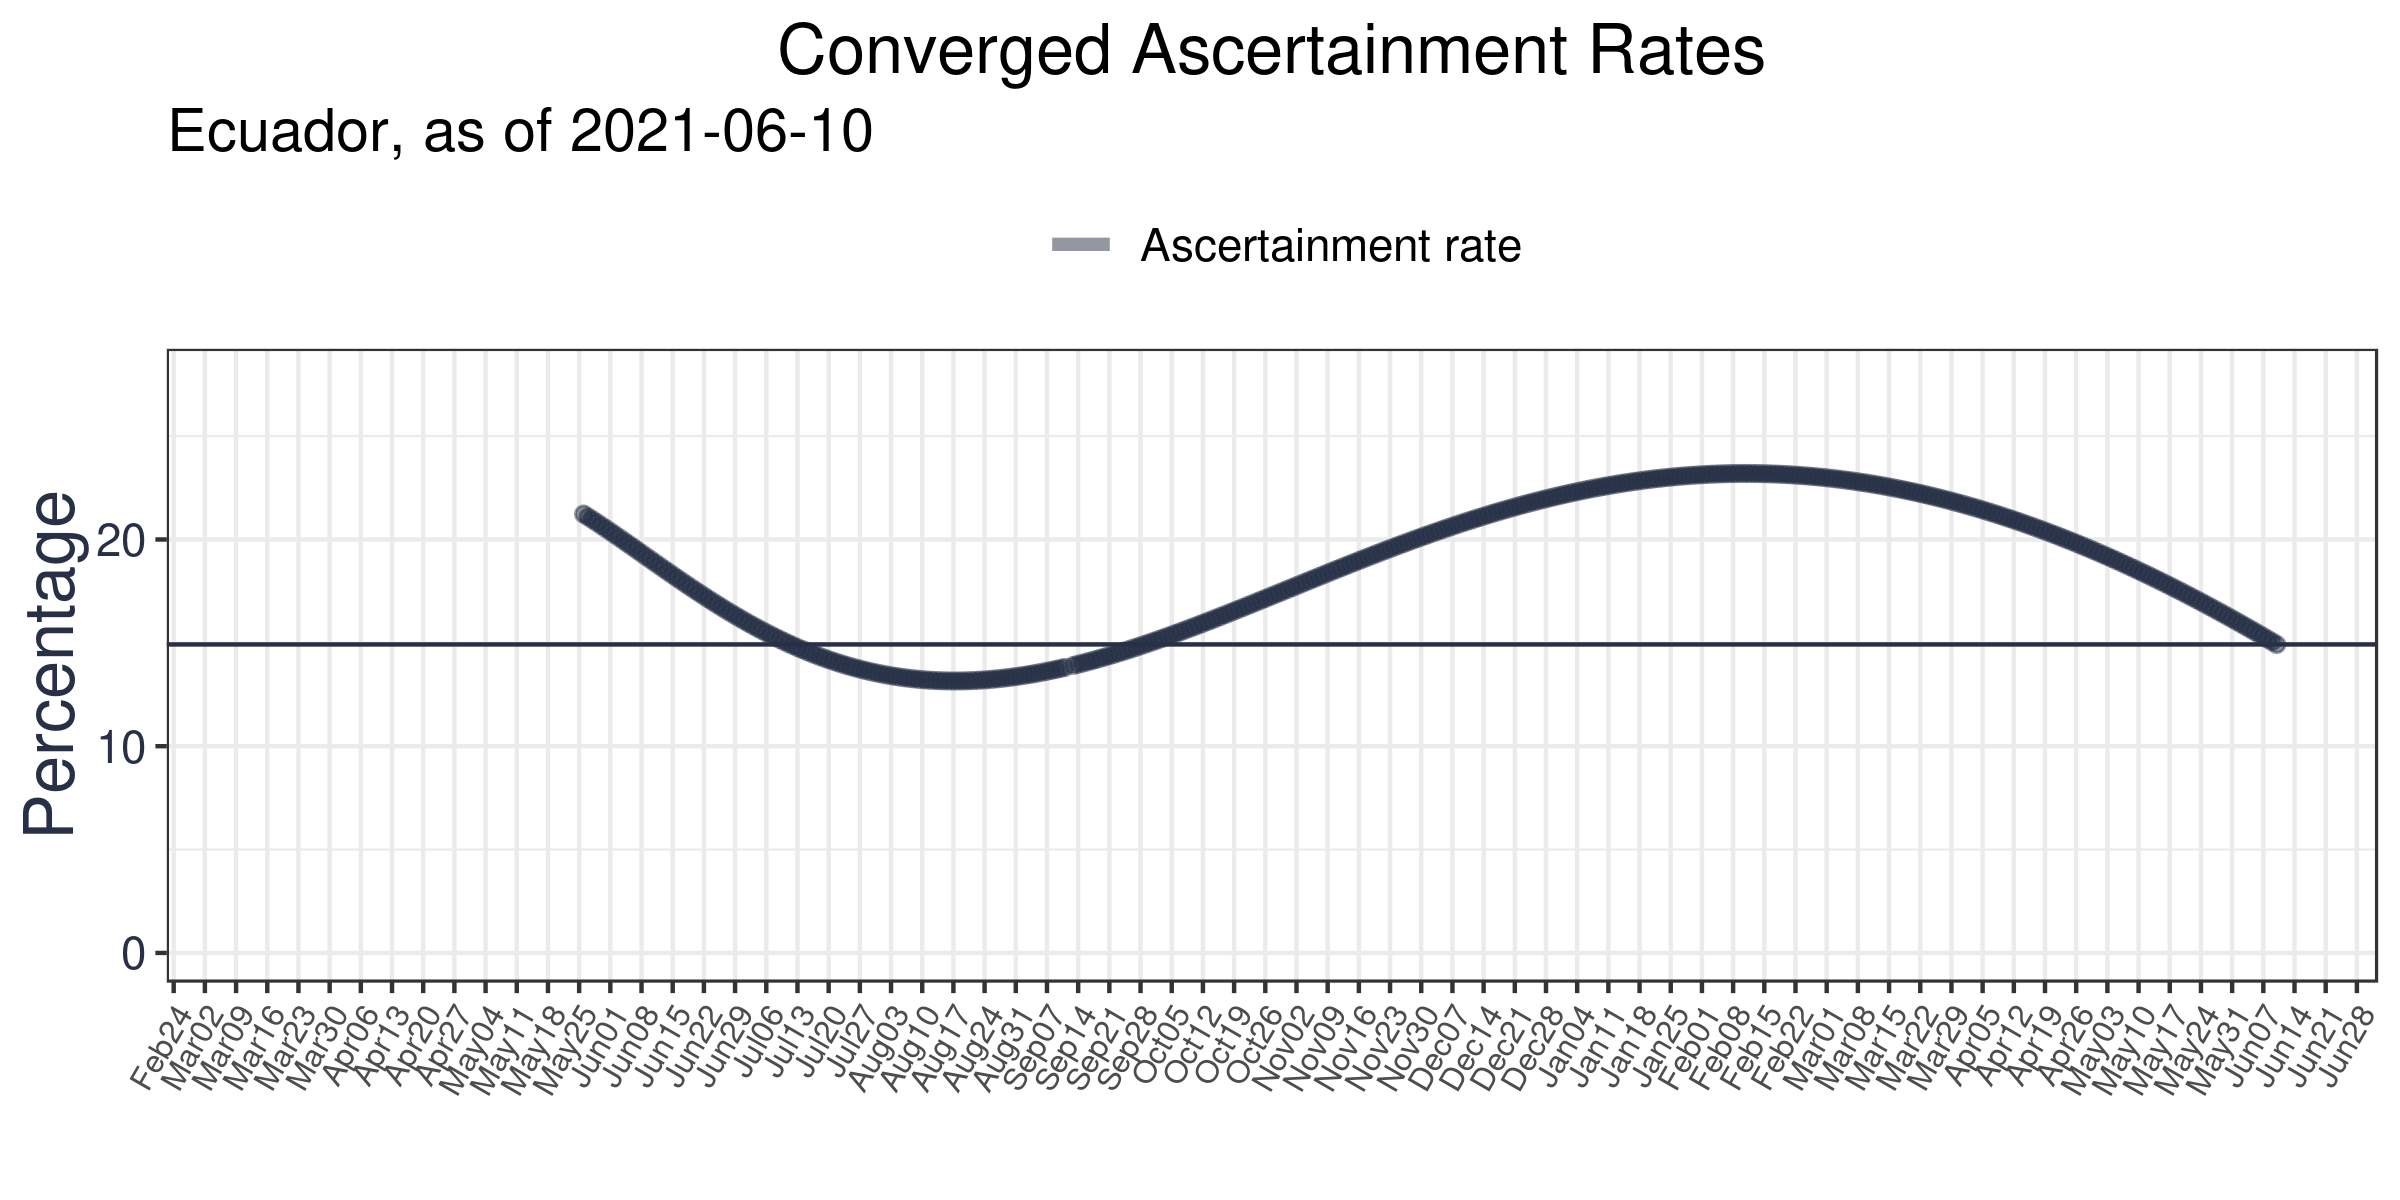 Converged Ascertainment Rates
Ecuador, as of 2021-06-10
Ascertainment rate
Percentage
20
10
0
Feb24
Mar02
Mar09
Mar16
Mar23
Mar30
Apr06
Apr13
Apr20
Apr27
May04
May11
May18
May25
Jun01
Jun08
Jun15
Jun22
Jun29
Jul06
Jul13
Jul20
Jul27
Aug03
Aug10
Aug17
Aug24
Aug31
Sep07
Sep14
Sep21
Sep28
Oct05
Oct12
Oct19
Oct26
Nov02
Nov09
Nov16
Nov23
Nov30
Dec07
Dec14
Dec21
Dec28
Jan04
Jan11
Jan18
Jan25
Feb01
Feb08
Feb15
Feb22
Mar01
Mar08
Mar15
Mar22
Mar29
Apr05
Apr12
Apr19
Apr26
May03
May10
May17
May24
May31
Jun07
Jun14
Jun21
Jun28